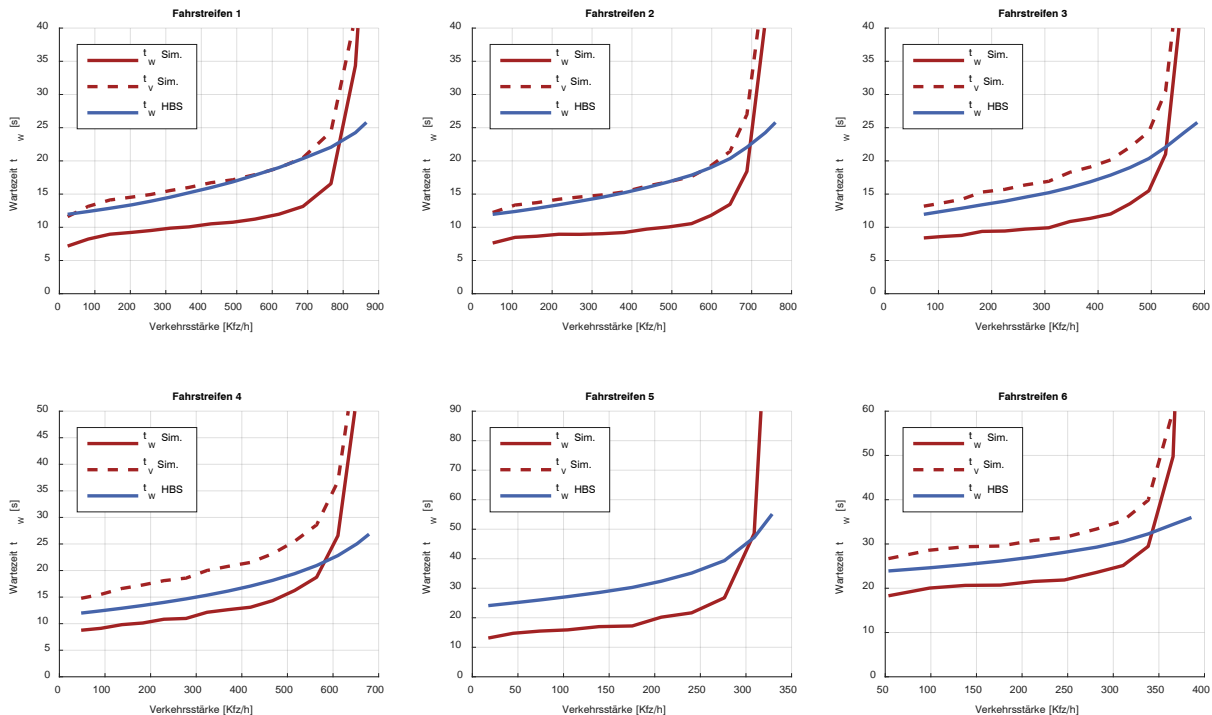 Fahrstreifen 1
40
35
30
25
20
15
10
5
0
Wartezeit t w [s]
t w Sim.
t v Sim.
t w HBS
0 100 200 300 400 500 600 700 800 900
Verkehrsstärke [Kfz/h]
Fahrstreifen 2
40
35
30
25
20
15
10
5
0
Wartezeit t w [s]
t w Sim.
t v Sim.
t w HBS
0 100 200 300 400 500 600 700 800
Verkehrsstärke [Kfz/h]
Fahrstreifen 3
40
35
30
25
20
15
10
5
0
Wartezeit t w [s]
t w Sim.
t v Sim.
t w HBS
0 100 200 300 400 500 600
Verkehrsstärke [Kfz/h]
Fahrstreifen 4
50
45
40
35
30
25
20
15
10
5
0
Wartezeit t w [s]
t w Sim.
t v Sim.
t w HBS
0 100 200 300 400 500 600 700
Verkehrsstärke [Kfz/h]
Fahrstreifen 5
90
80
70
60
50
40
30
20
10
0
Wartezeit t w [s]
t w Sim.
t v Sim.
t w HBS
0 50 100 150 200 250 300 350
Verkehrsstärke [Kfz/h]
Fahrstreifen 6
60
50
40
30
20
10
0
Wartezeit t w [s]
t w Sim.
t v Sim.
t w HBS
50 100 150 200 250 300 350 400
Verkehrsstärke [Kfz/h]